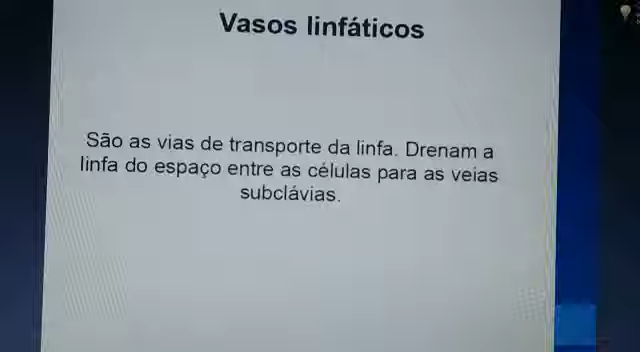 Vasos linfáticos
São as vias de transporte da linfa. Drenam a
linfa do espaço entre as células para as veias
subclávias.